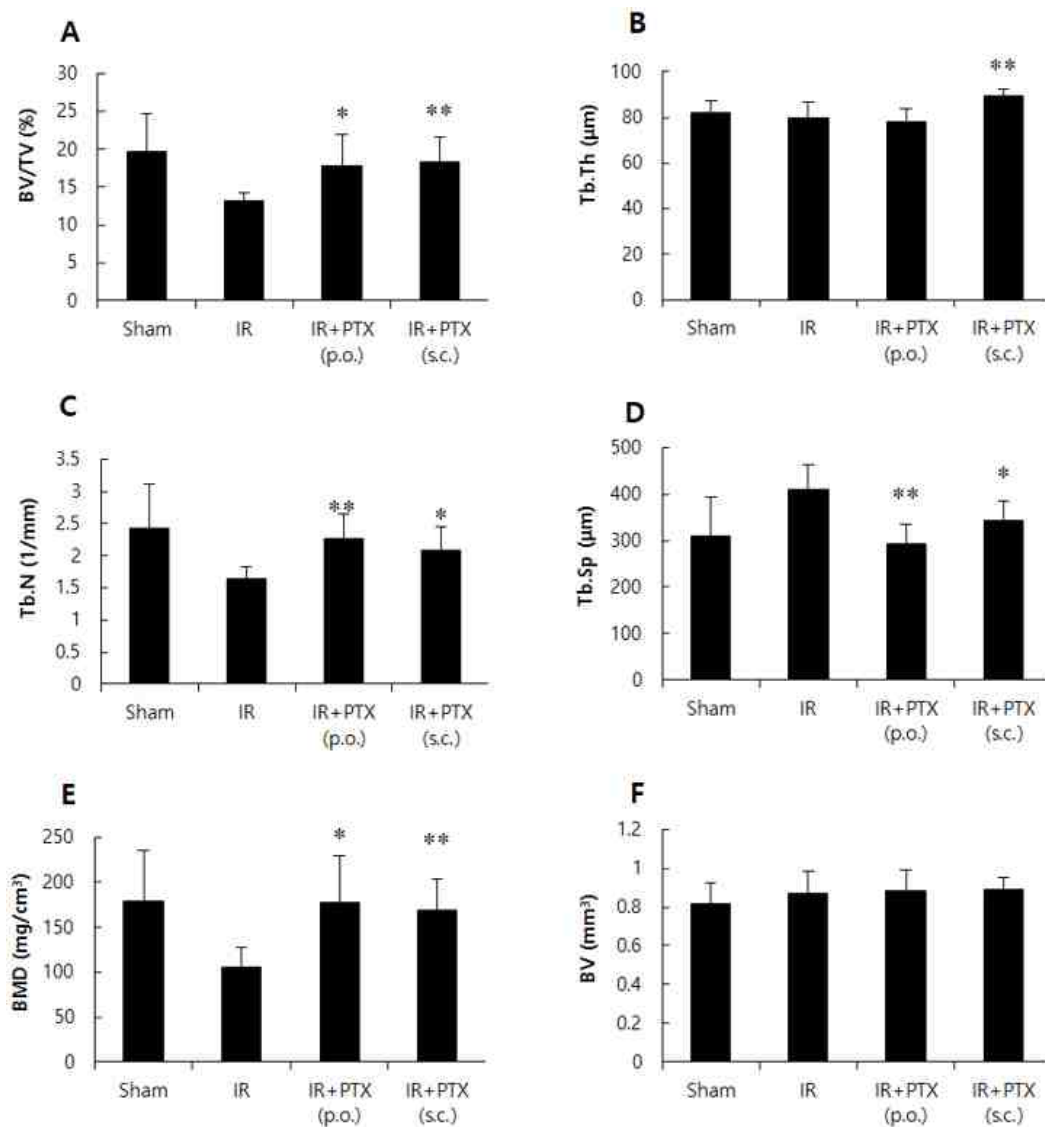 A
BV/TV (%)
30
25
20
15
10
5
0
*
**
Sham IR IR+PTX IR+PTX
(p.o.) (s.c.)
B
Tb.Th (μm)
100
80
60
40
20
0
**
Sham IR IR+PTX IR+PTX
(p.o.) (s.c.)
C
Tb.N (1/mm)
3.5
3
2.5
2
1.5
1
0.5
0
**
*
Sham IR IR+PTX IR+PTX
(p.o.) (s.c.)
D
Tb.Sp (μm)
500
400
300
200
100
0
**
*
Sham IR IR+PTX IR+PTX
(p.o.) (s.c.)
E
BMD (mg/cm³)
250
200
150
100
50
0
*
**
Sham IR IR+PTX IR+PTX
(p.o.) (s.c.)
F
BV (mm³)
1.2
1
0.8
0.6
0.4
0.2
0
Sham IR IR+PTX IR+PTX
(p.o.) (s.c.)